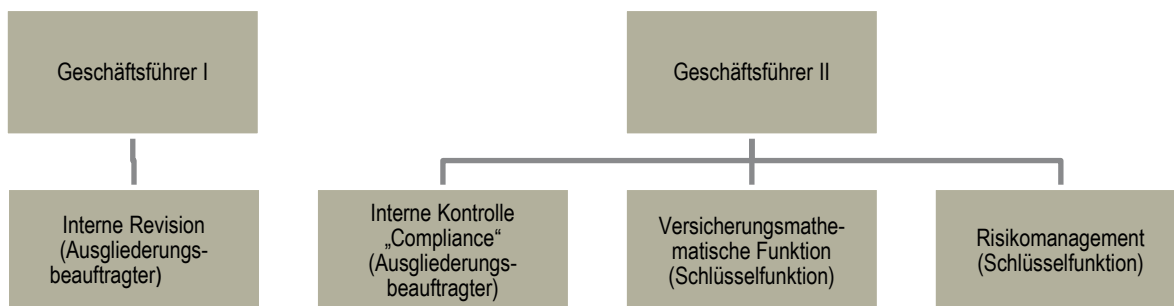 Geschäftsführer I
Geschäftsführer II
Interne Revision
(Ausgliederungs-
beauftragter)
Interne Kontrolle
„Compliance“
(Ausgliederungs-
beauftragter)
Versicherungsmathe-
matische Funktion
(Schlüsselfunktion)
Risikomanagement
(Schlüsselfunktion)